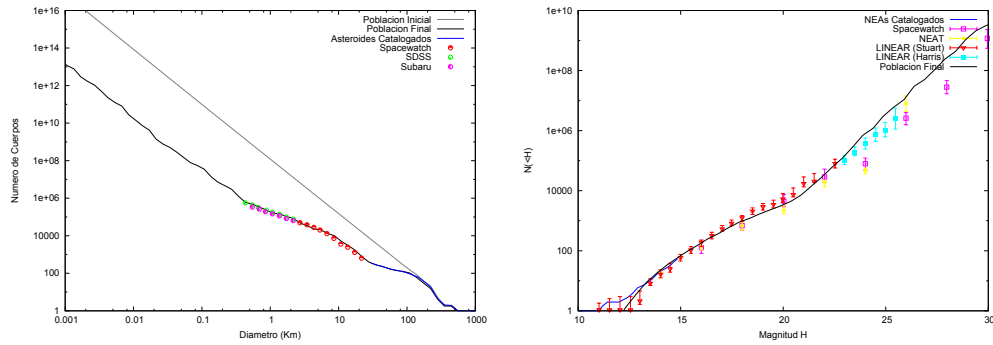 1e+16
1e+14
1e+12
1e+10
1e+08
1e+06
10000
100
1
Numero de Cuerpos
Poblacion Inicial
Poblacion Final
Asteroides Catalogados
Spacewatch
SDSS
Subaru
0.001 0.01 0.1 1 10 100 1000
Diametro (Km)
1e+10
1e+08
1e+06
10000
100
1
N(<H)
NEAs Catalogados
Spacewatch
NEAT
LINEAR (Stuart)
LINEAR (Harris)
Poblacion Final
10 15 20 25 30
Magnitud H